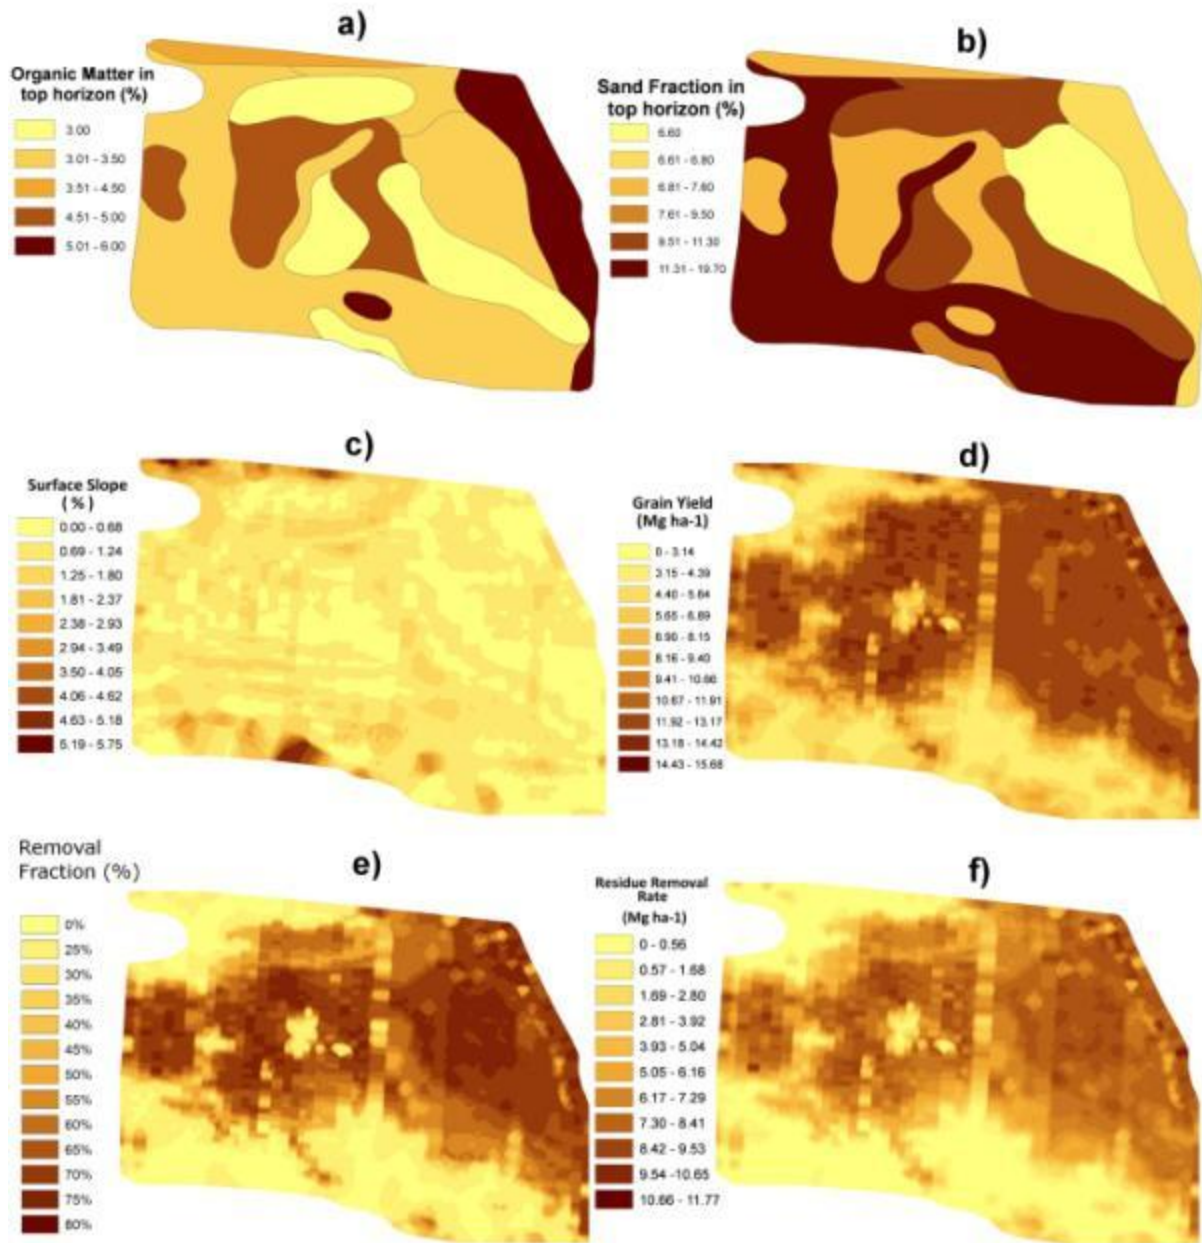 a)
Organic Matter in
top horizon (%)
3.00
3.01 - 3.50
3.51 - 4.50
4.51 - 5.00
5.01 - 6.00
b)
Sand Fraction in
top horizon (%)
6.60
6.61 - 6.80
6.81 - 7.60
7.61 - 9.50
9.51 - 11.30
11.31 - 19.70
c)
Surface Slope
( % )
0.00 - 0.68
0.69 - 1.24
1.25 - 1.80
1.81 - 2.37
2.38 - 2.93
2.94 - 3.49
3.50 - 4.05
4.06 - 4.62
4.63 - 5.18
5.19 - 5.75
d)
Grain Yield
(Mg ha-1)
0 - 3.14
3.15 - 4.39
4.40 - 5.64
5.65 - 6.89
6.90 - 8.15
8.16 - 9.40
9.41 - 10.66
10.67 - 11.91
11.92 - 13.17
13.18 - 14.42
14.43 - 15.68
e)
Removal
Fraction (%)
0%
25%
30%
35%
40%
45%
50%
55%
60%
65%
70%
75%
80%
f)
Residue Removal
Rate
(Mg ha-1)
0 - 0.56
0.57 - 1.68
1.69 - 2.80
2.81 - 3.92
3.93 - 5.04
5.05 - 6.16
6.17 - 7.29
7.30 - 8.41
8.42 - 9.53
9.54 -10.65
10.66 - 11.77